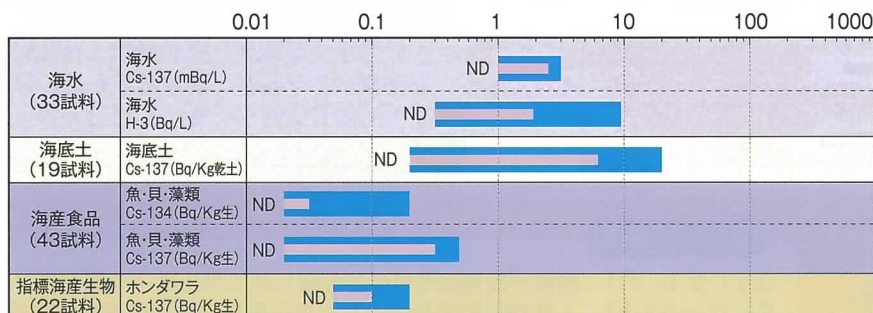 0.01 0.1 1 10 100 1000
海水
(33試料)
海水
Cs-137(mBq/L)
ND
海水
H-3(Bq/L)
ND
海底土
(19試料)
海底土
Cs-137(Bq/Kg乾土)
ND
海産食品
(43試料)
魚・貝・藻類
Cs-134(Bq/Kg生)
ND
魚・貝・藻類
Cs-137(Bq/Kg生)
ND
指標海産生物
(22試料)
ホンダワラ
Cs-137(Bq/Kg生)
ND